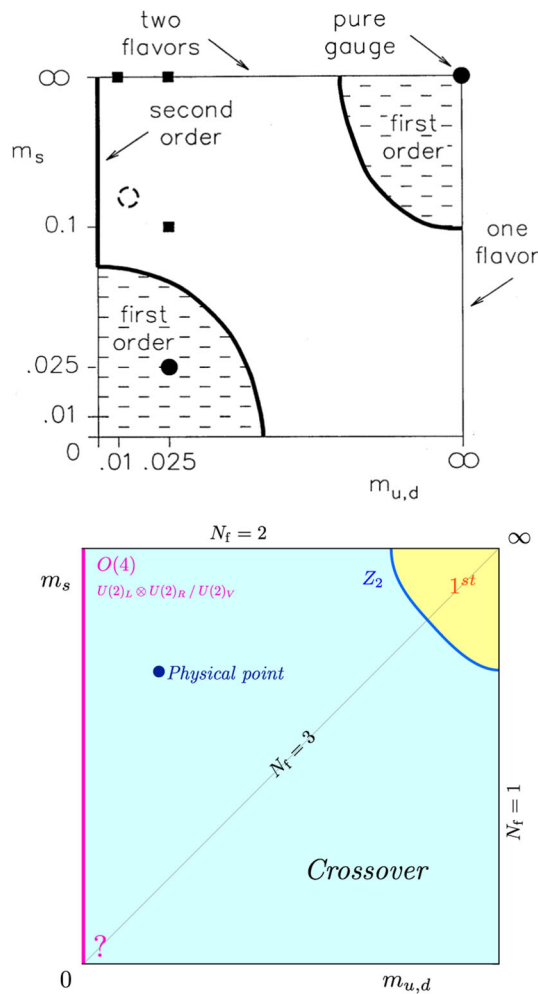 two
flavors
pure
gauge
∞
second
order
first
order
m_s
0.1
one
flavor
first
order
.025
.01
0
.01 .025
∞
m_{u,d}
N_f = 2
∞
m_s
O(4)
U(2)_L ⊗ U(2)_R / U(2)_V
Z_2
1^{st}
Physical point
N_f = 3
N_f = 1
Crossover
?
0
m_{u,d}